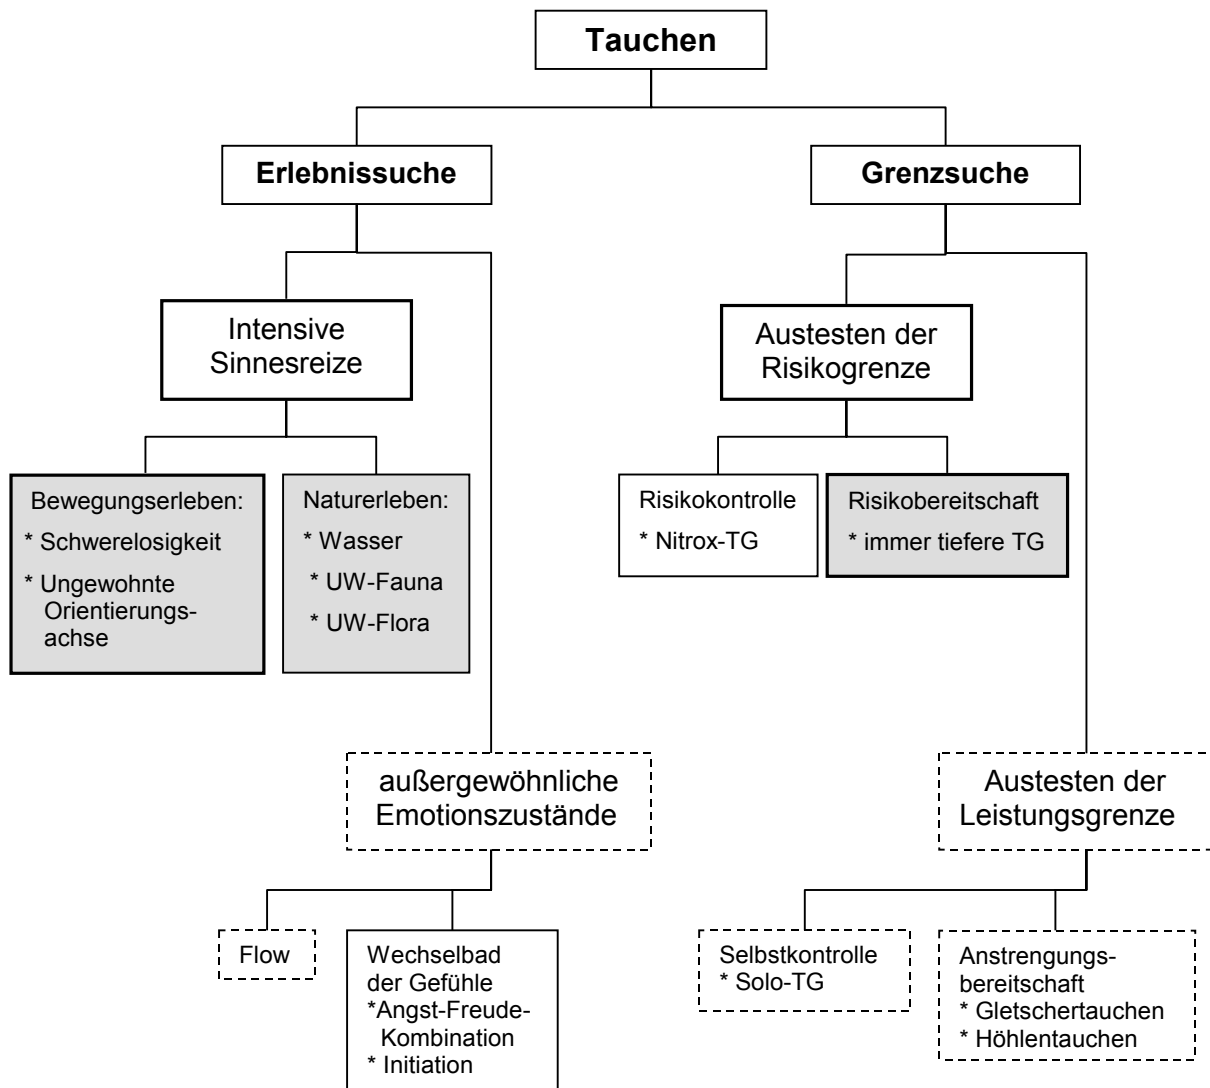 Tauchen
Erlebnissuche
Grenzsuche
Intensive
Sinnesreize
Austesten der
Risikogrenze
Bewegungserleben:
* Schwerelosigkeit
* Ungewohnte
Orientierungs-
achse
Naturerleben:
* Wasser
* UW-Fauna
* UW-Flora
Risikokontrolle
* Nitrox-TG
Risikobereitschaft
* immer tiefere TG
außergewöhnliche
Emotionszustände
Austesten der
Leistungsgrenze
Flow
Wechselbad
der Gefühle
*Angst-Freude-
Kombination
* Initiation
Selbstkontrolle
* Solo-TG
Anstrengungs-
bereitschaft
* Gletschertauchen
* Höhlentauchen